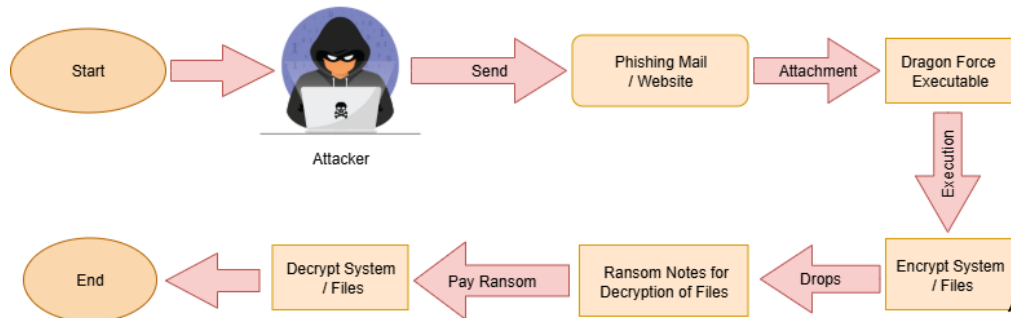 Start
Attacker
Send
Phishing Mail
/ Website
Attachment
Dragon Force
Executable
Execution
Encrypt System
/ Files
Drops
Ransom Notes for
Decryption of Files
Pay Ransom
Decrypt System
/ Files
End